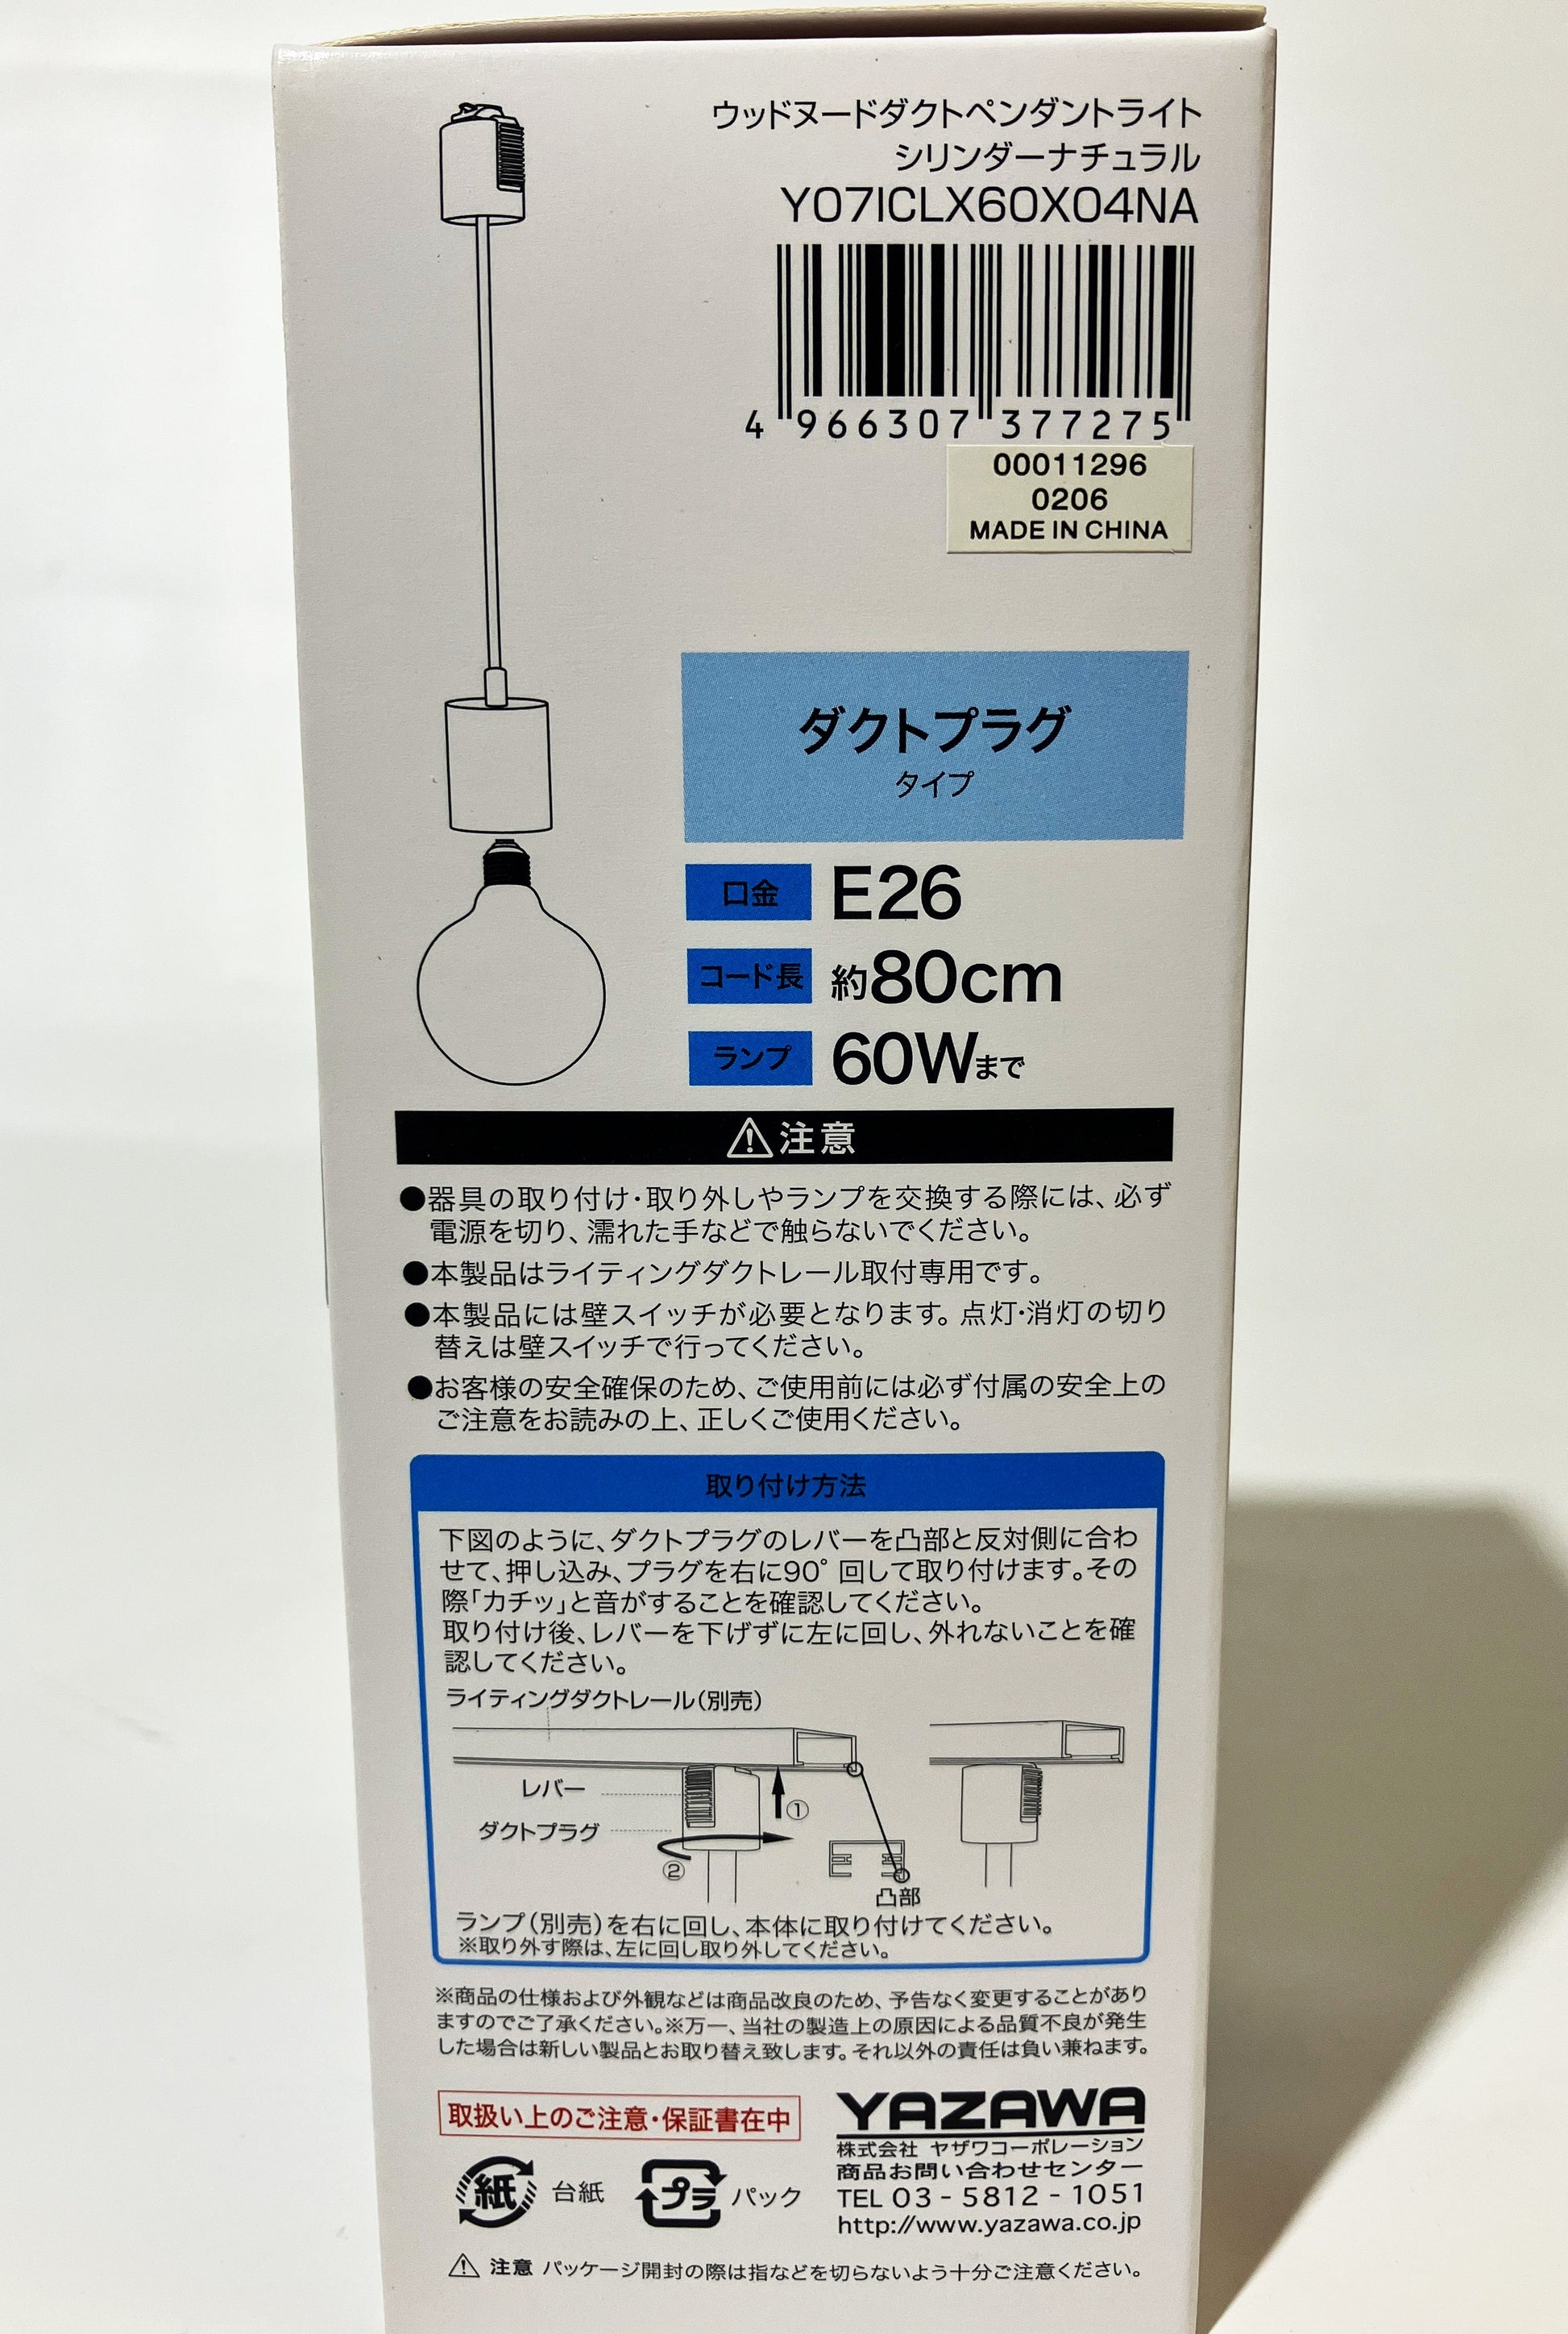 ウッドヌードダクトペンダントライト
シリンダーナチュラル
Y07ICLX60X04NA
4 966307 377275
00011296
0206
MADE IN CHINA
ダクトプラグ
タイプ
口金 E26
コード長 約80cm
ランプ 60Wまで
⚠注意
●器具の取り付け・取り外しやランプを交換する際には、必ず
電源を切り、濡れた手などで触らないでください。
●本製品はライティングダクトレール取付専用です。
●本製品には壁スイッチが必要となります。点灯・消灯の切り
替えは壁スイッチで行ってください。
●お客様の安全確保のため、ご使用前には必ず付属の安全上の
ご注意をお読みの上、正しくご使用ください。
取り付け方法
下図のように、ダクトプラグのレバーを凸部と反対側に合わ
せて、押し込み、プラグを右に90°回して取り付けます。その
際「カチッ」と音がすることを確認してください。
取り付け後、レバーを下げずに左に回し、外れないことを確
認してください。
ライティングダクトレール(別売)
レバー
①
ダクトプラグ
②
凸部
ランプ(別売)を右に回し、本体に取り付けてください。
※取り外す際は、左に回し取り外してください。
※商品の仕様および外観などは商品改良のため、予告なく変更することがあり
ますのでご了承ください。※万一、当社の製造上の原因による品質不良が発生
した場合は新しい製品とお取り替え致します。それ以外の責任は負い兼ねます。
取扱い上のご注意・保証書在中
紙 台紙
プラ パック
YAZAWA
株式会社 ヤザワコーポレーション
商品お問い合わせセンター
TEL 03-5812-1051
http://www.yazawa.co.jp
⚠ 注意 パッケージ開封の際は指などを切らないよう十分ご注意ください。